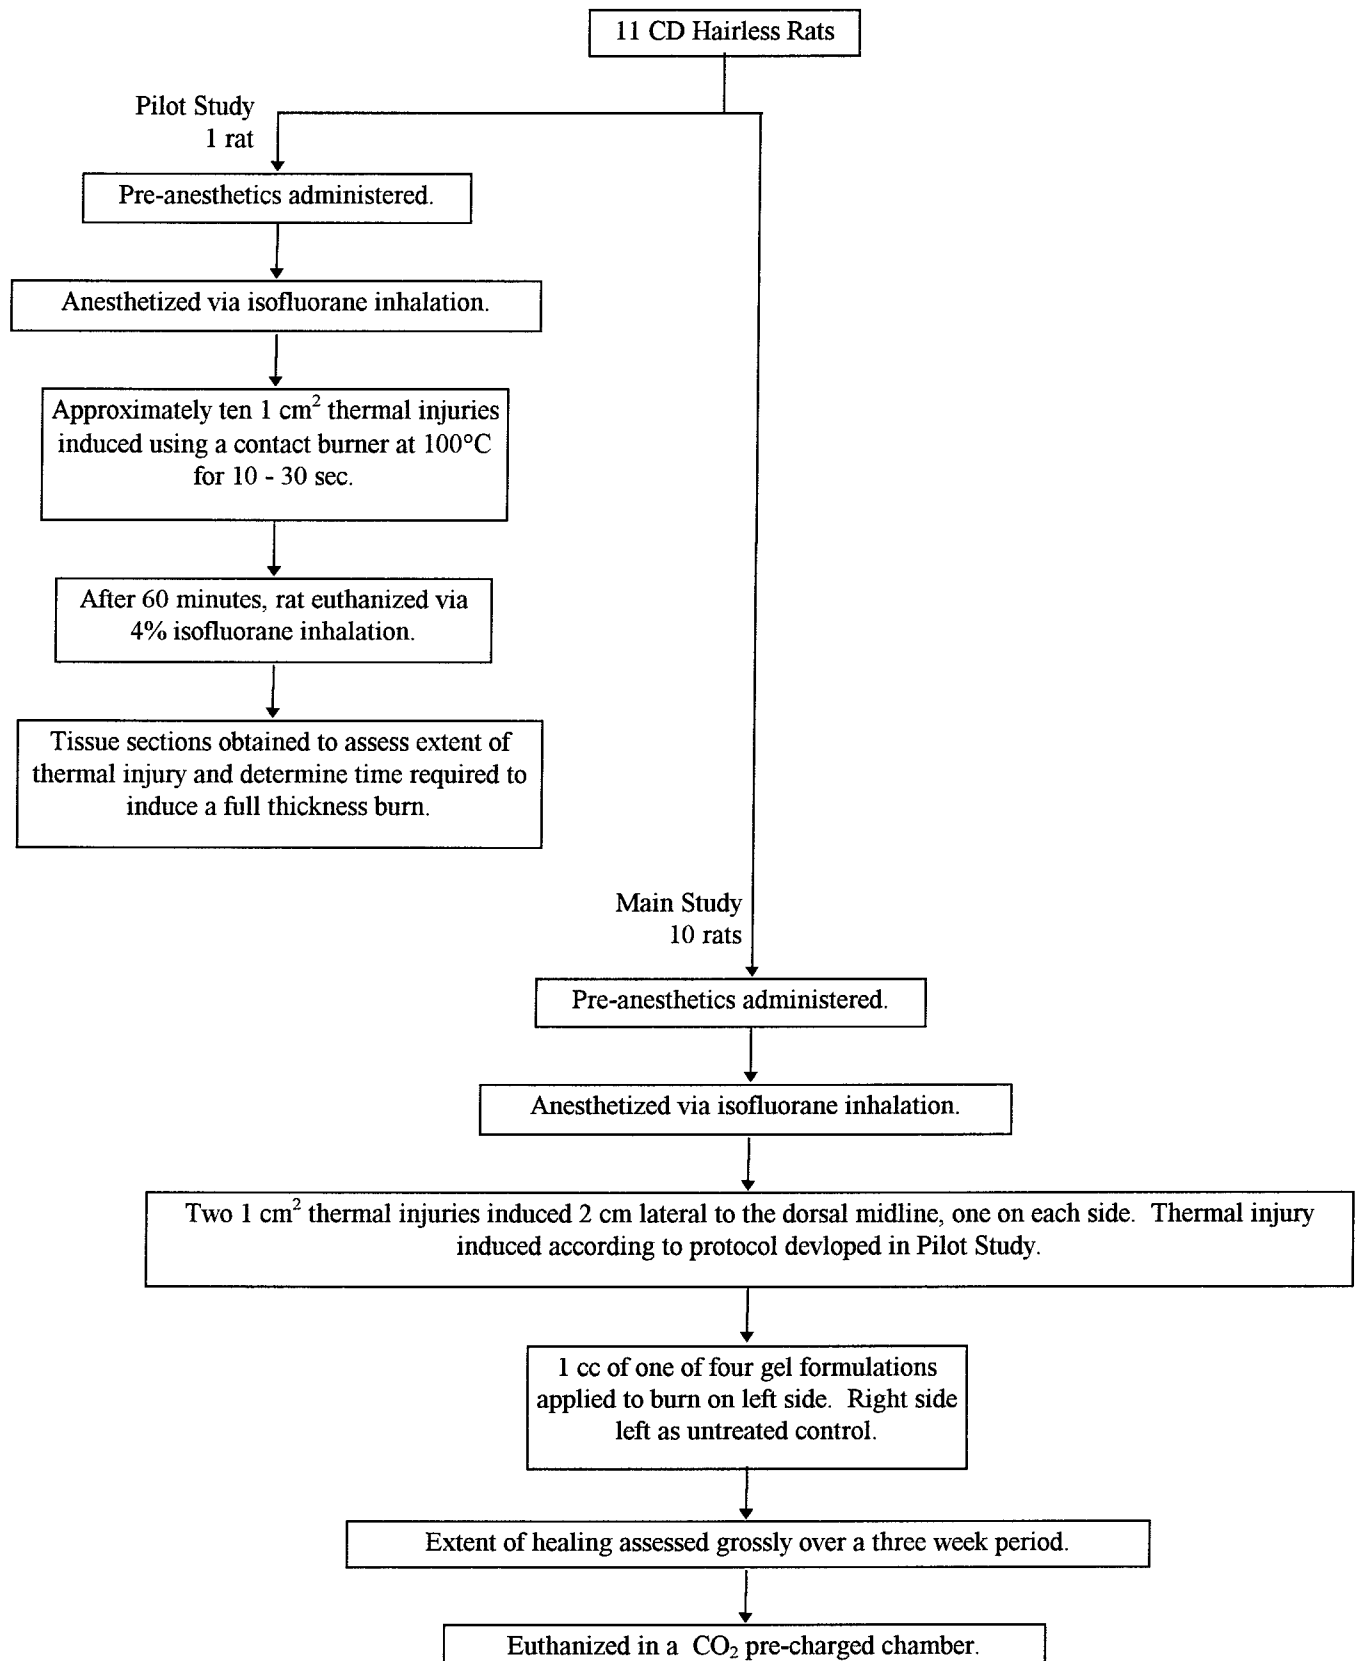 11 CD Hairless Rats
Pilot Study
1 rat
Pre-anesthetics administered.
Anesthetized via isofluorane inhalation.
Approximately ten 1 cm² thermal injuries
induced using a contact burner at 100°C
for 10 - 30 sec.
After 60 minutes, rat euthanized via
4% isofluorane inhalation.
Tissue sections obtained to assess extent of
thermal injury and determine time required to
induce a full thickness burn.
Main Study
10 rats
Pre-anesthetics administered.
Anesthetized via isofluorane inhalation.
Two 1 cm² thermal injuries induced 2 cm lateral to the dorsal midline, one on each side. Thermal injury
induced according to protocol devloped in Pilot Study.
1 cc of one of four gel formulations
applied to burn on left side. Right side
left as untreated control.
Extent of healing assessed grossly over a three week period.
Euthanized in a CO₂ pre-charged chamber.